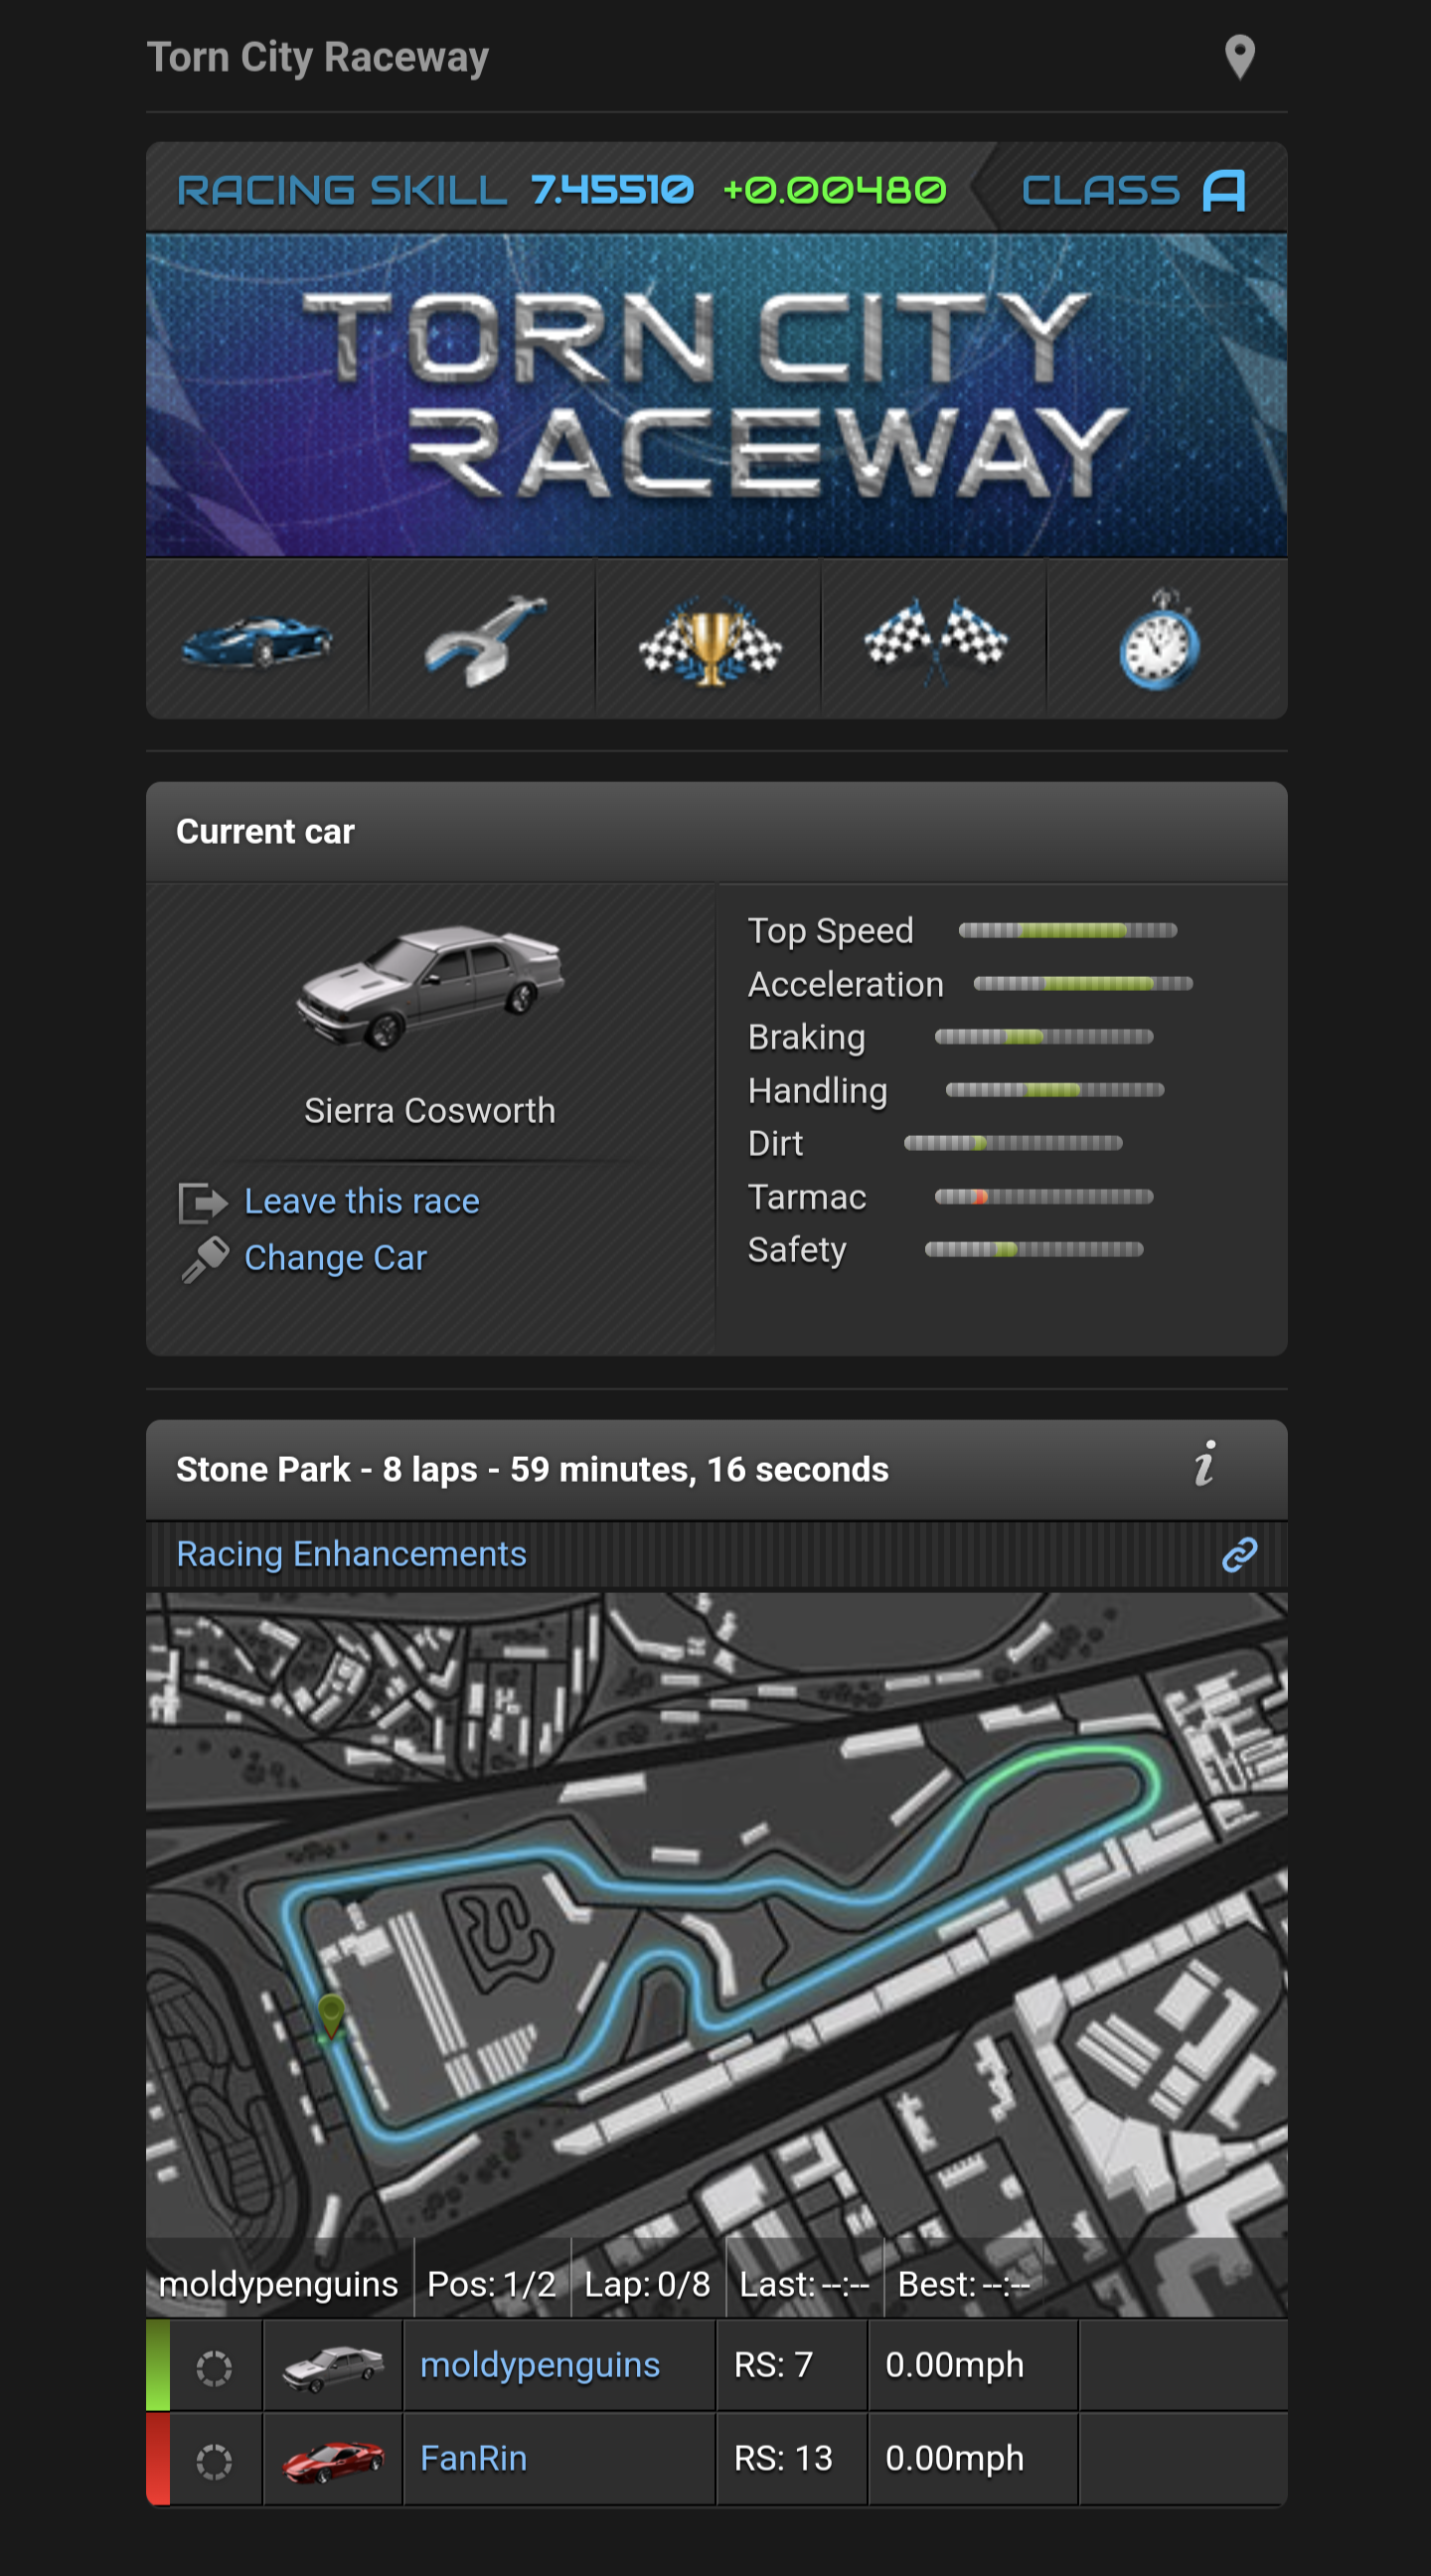 Torn City Raceway
RACING SKILL 7.45510 +0.00480 CLASS A
TORN CITY
RACEWAY
Current car
Sierra Cosworth
Leave this race
Change Car
Top Speed
Acceleration
Braking
Handling
Dirt
Tarmac
Safety
Stone Park - 8 laps - 59 minutes, 16 seconds
i
Racing Enhancements
moldypenguins Pos: 1/2 Lap: 0/8 Last: --:-- Best: --:--
moldypenguins RS: 7 0.00mph
FanRin RS: 13 0.00mph